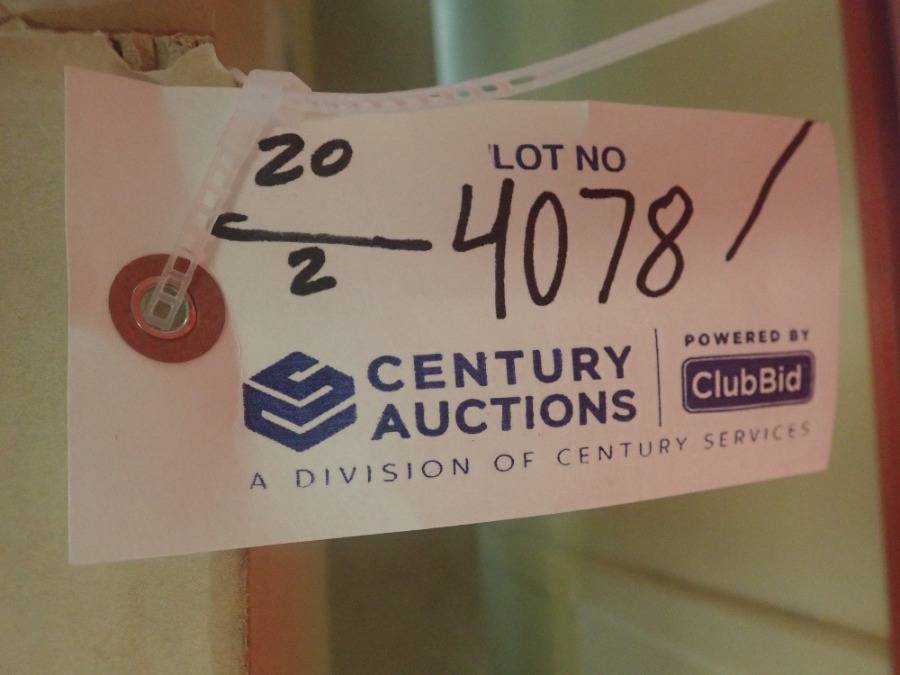 20
2
LOT NO
4078 /
CENTURY
AUCTIONS
POWERED BY
ClubBid
A DIVISION OF CENTURY SERVICES